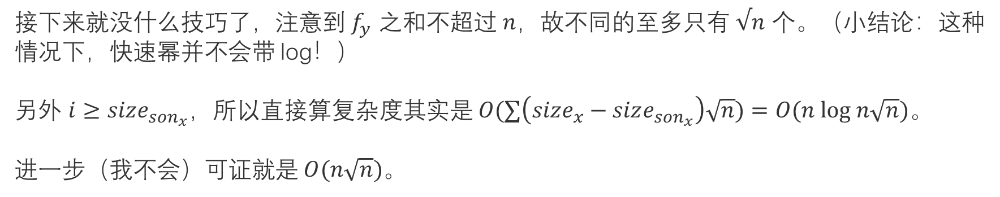 接下来就没什么技巧了，注意到 $f_y$ 之和不超过 $n$，故不同的至多只有 $\sqrt{n}$ 个。（小结论：这种
情况下，快速幂并不会带 log！）
另外 $i \geq size_{son_x}$，所以直接算复杂度其实是 $O(\sum(size_x - size_{son_x})\sqrt{n}) = O(n \log n\sqrt{n})$。
进一步（我不会）可证就是 $O(n\sqrt{n})$。